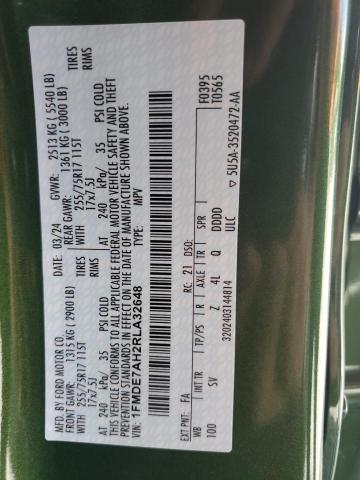 MFD. BY FORD MOTOR CO.
DATE: 03/24 GVWR: 2513 KG ( 5540 LB)
FRONT GAWR: 1315 KG ( 2900 LB) REAR GAWR: 1361 KG ( 3000 LB)
WITH 255/75R17 115T TIRES WITH 255/75R17 115T TIRES
17x7.5J RIMS 17x7.5J RIMS
AT 240 kPa/ 35 PSI COLD AT 240 kPa/ 35 PSI COLD
THIS VEHICLE CONFORMS TO ALL APPLICABLE FEDERAL MOTOR VEHICLE SAFETY AND THEFT
PREVENTION STANDARDS IN EFFECT ON THE DATE OF MANUFACTURE SHOWN ABOVE.
VIN: 1FMDE7AH2RLA32648
TYPE: MPV
F0395
T0565
EXT PNT: FA RC: 21 DSO:
WB INT TR TP/PS R AXLE TR SPR
100 SV Z 4L Q DDDD
ULC
3202403144814
▽ 5U5A-3520472-AA